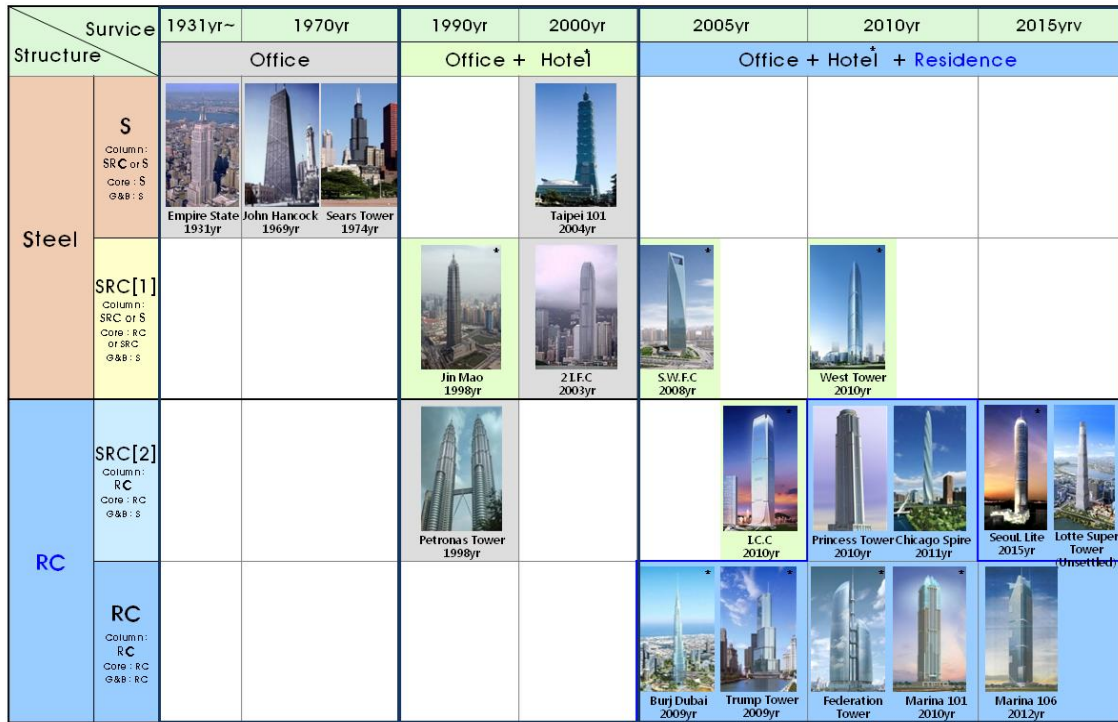 Survice
Structure
1931yr~
1970yr
1990yr
2000yr
2005yr
2010yr
2015yrv
Office
Office + Hotel*
Office + Hotel* + Residence
Steel
S
Column:
SRC or S
Core : S
G&B : S
Empire State
1931yr
John Hancock
1969yr
Sears Tower
1974yr
Taipei 101
2004yr
SRC[1]
Column:
SRC or S
Core : RC
or SRC
G&B : S
*
Jin Mao
1998yr
2 I.F.C
2003yr
*
S.W.F.C
2008yr
*
West Tower
2010yr
RC
SRC[2]
Column:
RC
Core : RC
G&B : S
Petronas Tower
1998yr
*
I.C.C
2010yr
Princess Tower
2010yr
Chicago Spire
2011yr
*
SeouL Lite
2015yr
Lotte Super
Tower
(Unsettled)
RC
Column:
RC
Core : RC
G&B : RC
*
Burj Dubai
2009yr
*
Trump Tower
2009yr
*
Federation
Tower
*
Marina 101
2010yr
Marina 106
2012yr